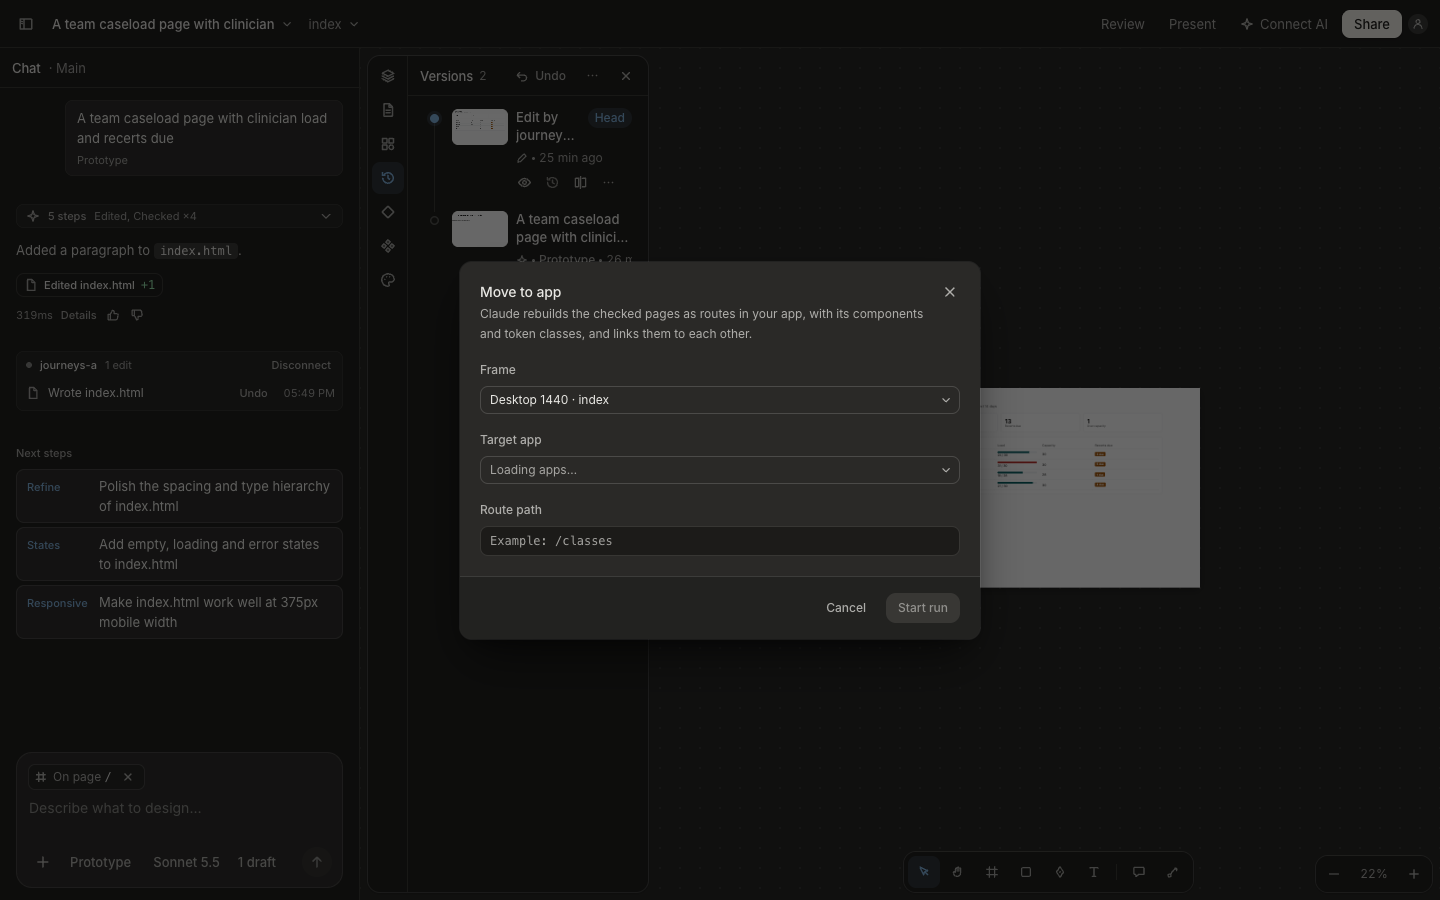 A team caseload page with clinician
index
Review
Present
Connect AI
Share
Chat · Main
A team caseload page with clinician load
and recerts due
Prototype
5 steps Edited, Checked ×4
Added a paragraph to index.html.
Edited index.html +1
319ms Details
journeys-a 1 edit Disconnect
Wrote index.html Undo 05:49 PM
Next steps
Refine Polish the spacing and type hierarchy
of index.html
States Add empty, loading and error states
to index.html
Responsive Make index.html work well at 375px
mobile width
On page /
Describe what to design...
Prototype Sonnet 5.5 1 draft
Versions 2 Undo
Edit by
journey... Head
• 25 min ago
A team caseload
page with clinici...
• Prototype • 26
Move to app
Claude rebuilds the checked pages as routes in your app, with its components
and token classes, and links them to each other.
Frame
Desktop 1440 · index
Target app
Loading apps...
Route path
Example: /classes
Cancel Start run
13
1
22%